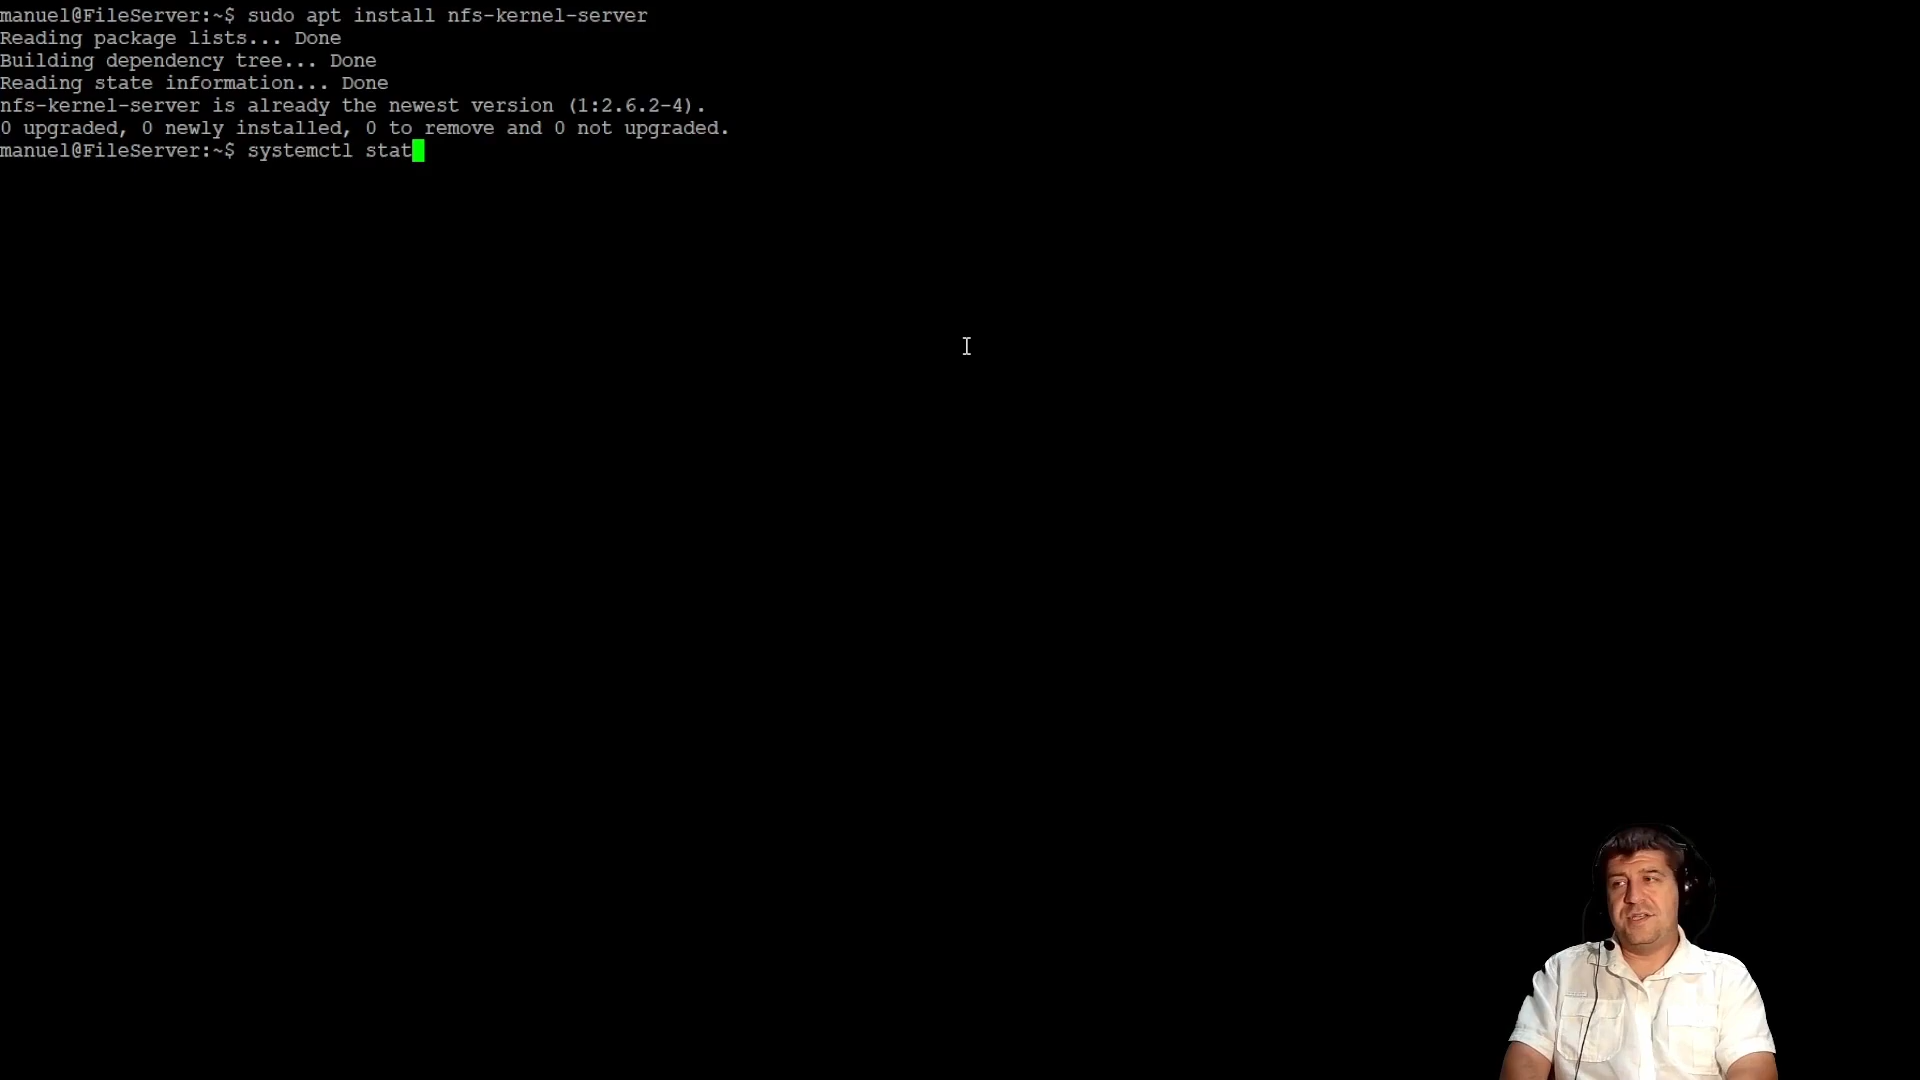 manuel@FileServer:~$ sudo apt install nfs-kernel-server
Reading package lists... Done
Building dependency tree... Done
Reading state information... Done
nfs-kernel-server is already the newest version (1:2.6.2-4).
0 upgraded, 0 newly installed, 0 to remove and 0 not upgraded.
manuel@FileServer:~$ systemctl stat